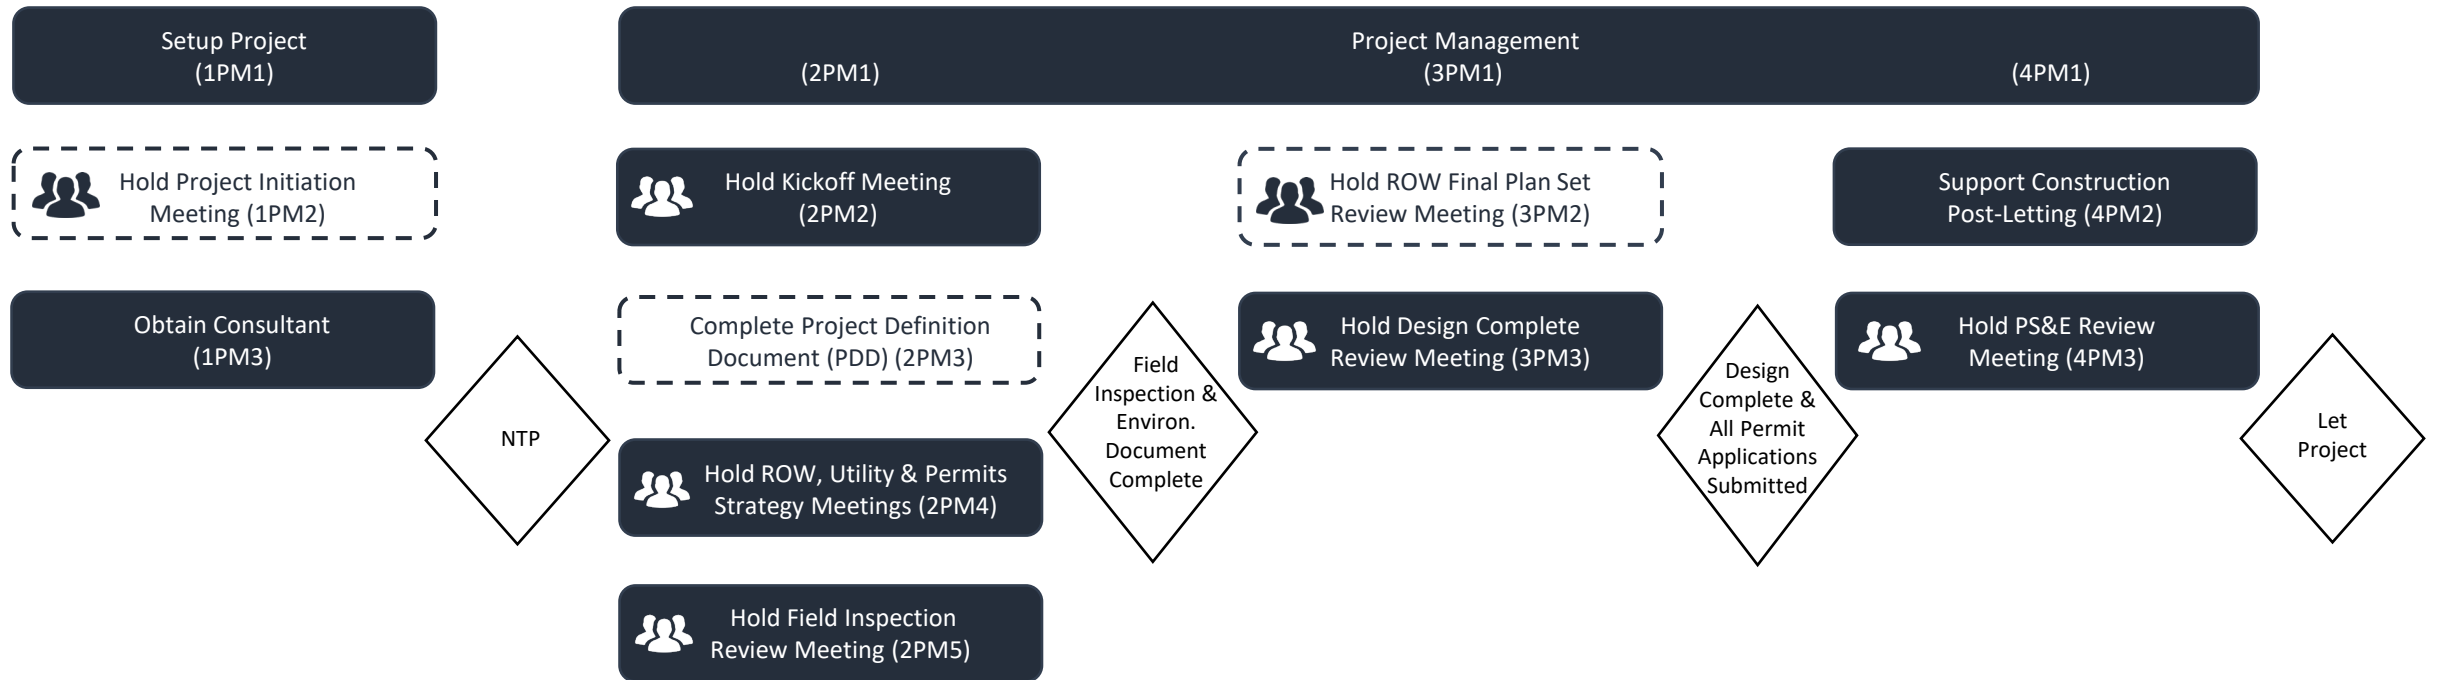 Setup Project
(1PM1)
Project Management
(2PM1)
(3PM1)
(4PM1)
Hold Project Initiation
Meeting (1PM2)
Obtain Consultant
(1PM3)
NTP
Hold Kickoff Meeting
(2PM2)
Complete Project Definition
Document (PDD) (2PM3)
Hold ROW, Utility & Permits
Strategy Meetings (2PM4)
Hold Field Inspection
Review Meeting (2PM5)
Field
Inspection &
Environ.
Document
Complete
Hold ROW Final Plan Set
Review Meeting (3PM2)
Hold Design Complete
Review Meeting (3PM3)
Design
Complete &
All Permit
Applications
Submitted
Support Construction
Post-Letting (4PM2)
Hold PS&E Review
Meeting (4PM3)
Let
Project